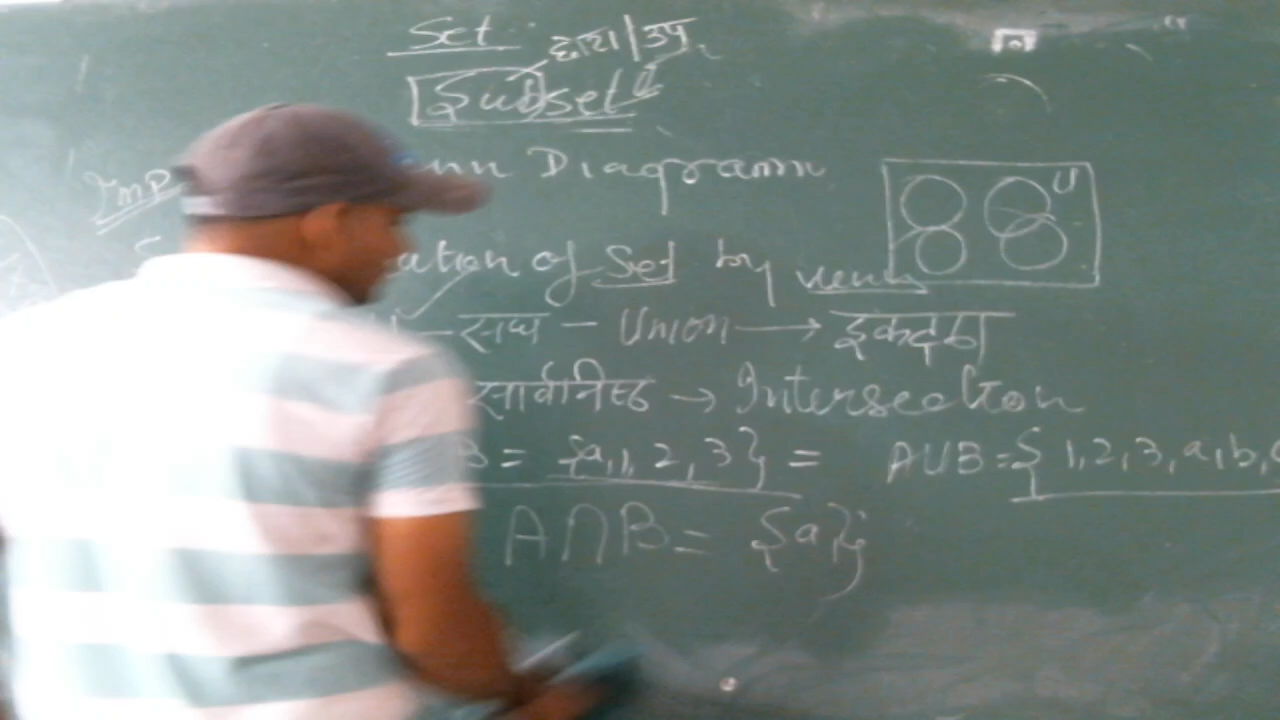 Set
छोटा/उप
Subset
Imp
nn Diagramm
U
ation of Set by venn
संघ - Union → इकट्ठा
सार्वनिष्ठ → Intersection
B = {a, 1, 2, 3} = AUB = { 1, 2, 3, a, b,
A∩B = {a}